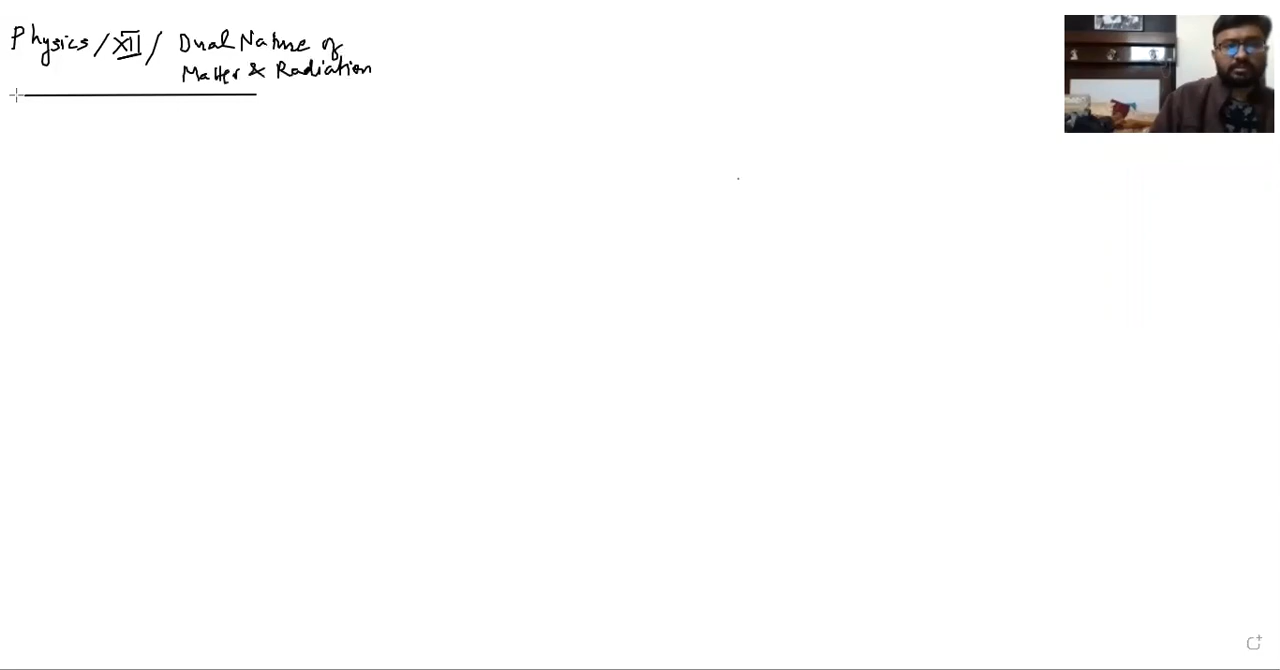 Physics / XII / Dual Nature of
Matter & Radiation